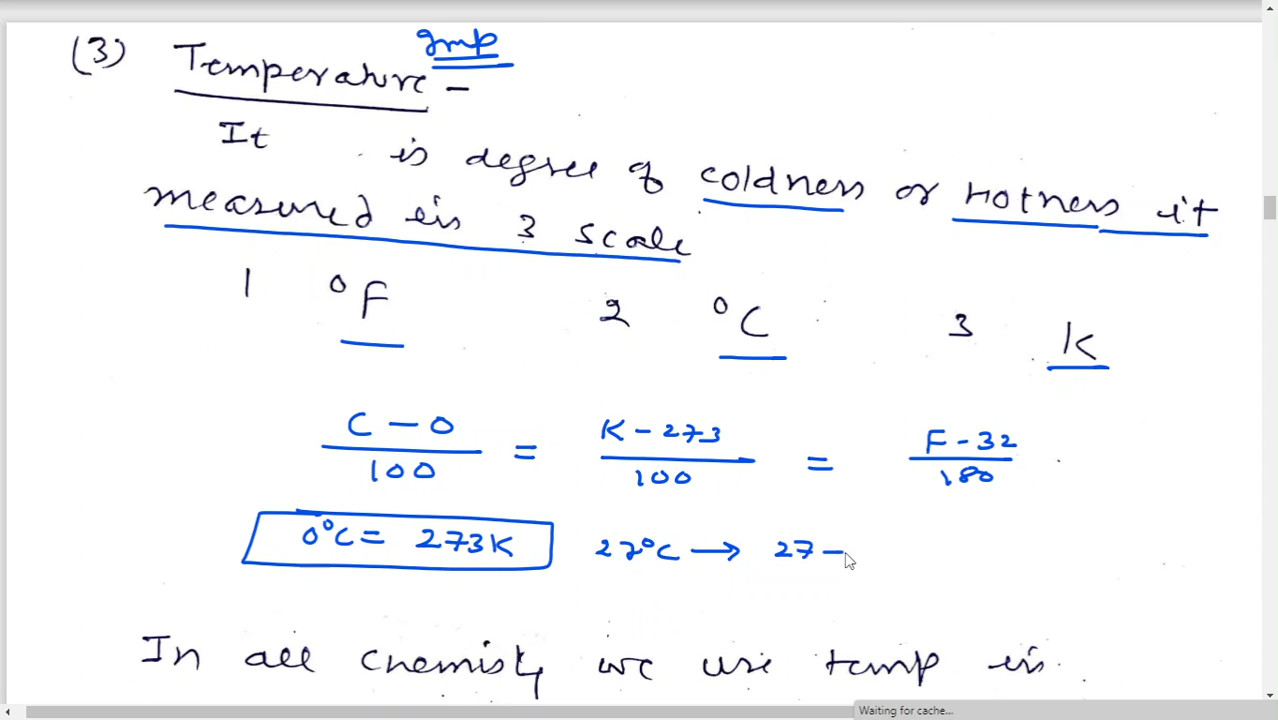 Imp
(3) Temperature -
It is degree of coldness or Hotness it
measured in 3 scale
1 °F 2 °C 3 K
C - 0 / 100 = K - 273 / 100 = F - 32 / 180
0°C = 273K 27°C → 27 -
In all chemisty we use temp in
Waiting for cache...